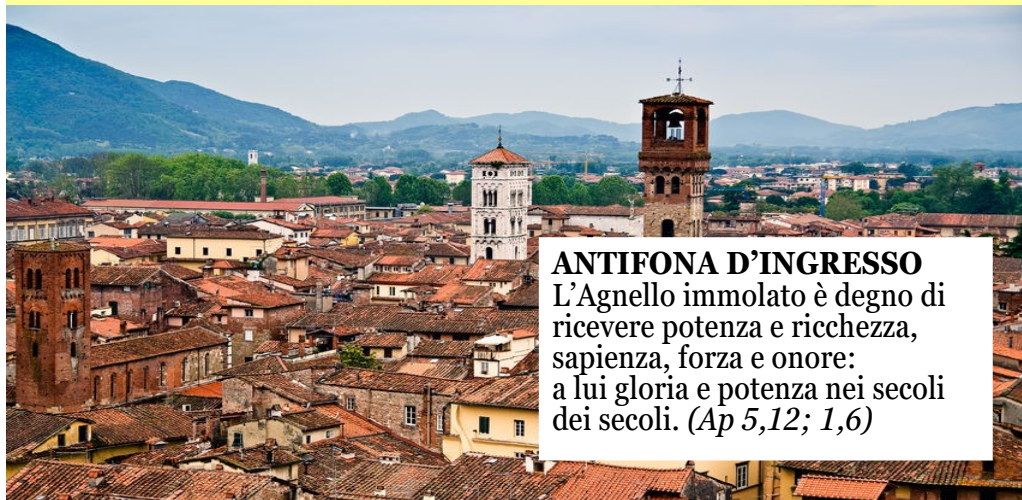 ANTIFONA D’INGRESSO
L’Agnello immolato è degno di
ricevere potenza e ricchezza,
sapienza, forza e onore:
a lui gloria e potenza nei secoli
dei secoli. (Ap 5,12; 1,6)